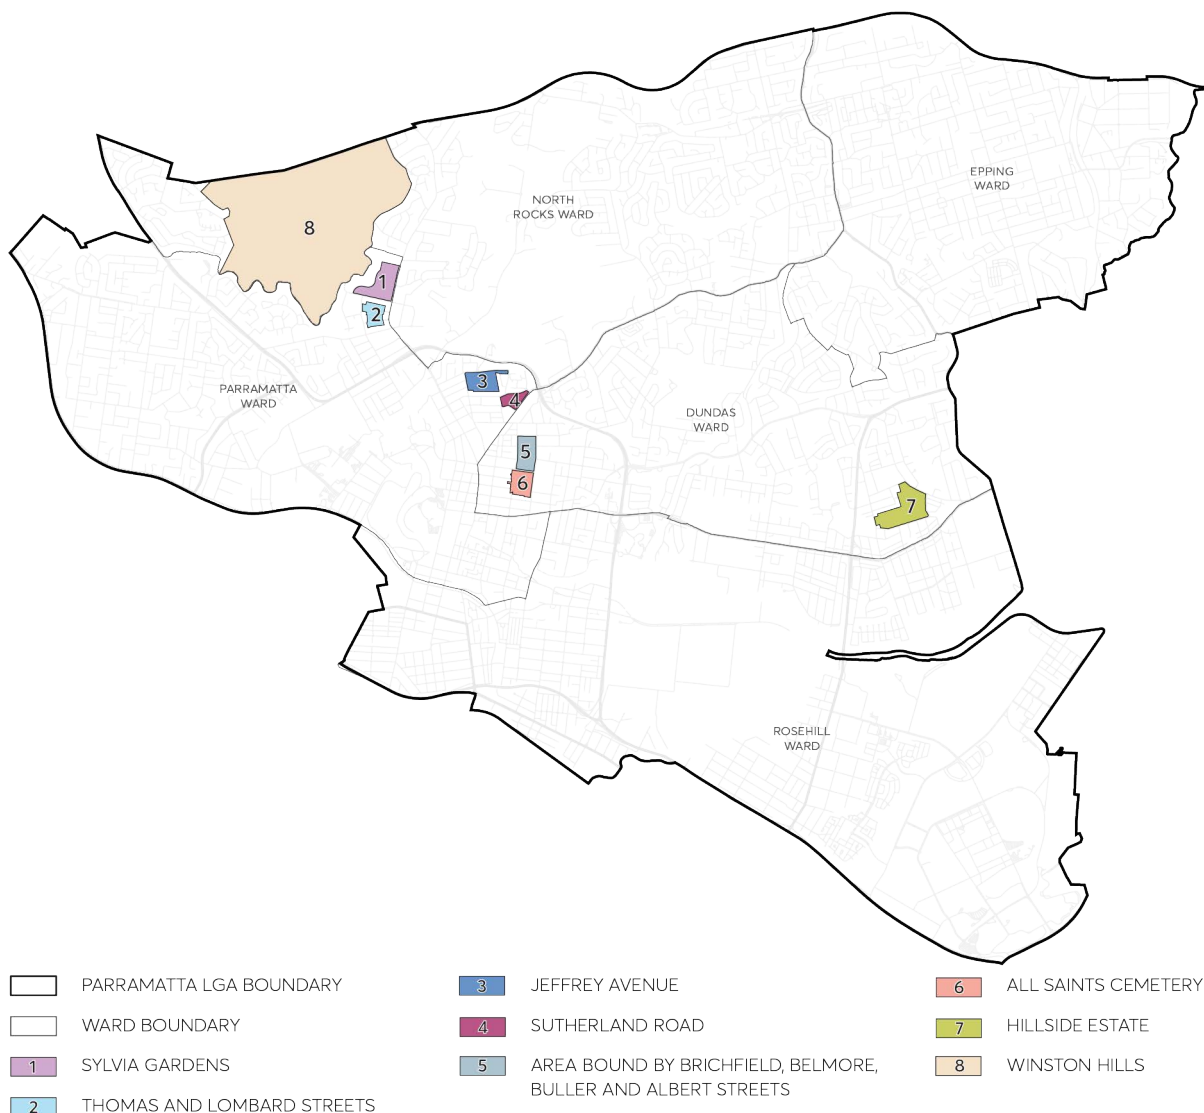 EPPING
WARD
NORTH
ROCKS WARD
8
1
2
PARRAMATTA
WARD
3
4
DUNDAS
WARD
5
6
7
ROSEHILL
WARD
PARRAMATTA LGA BOUNDARY
WARD BOUNDARY
1 SYLVIA GARDENS
2 THOMAS AND LOMBARD STREETS
3 JEFFREY AVENUE
4 SUTHERLAND ROAD
5 AREA BOUND BY BRICHFIELD, BELMORE,
BULLER AND ALBERT STREETS
6 ALL SAINTS CEMETERY
7 HILLSIDE ESTATE
8 WINSTON HILLS